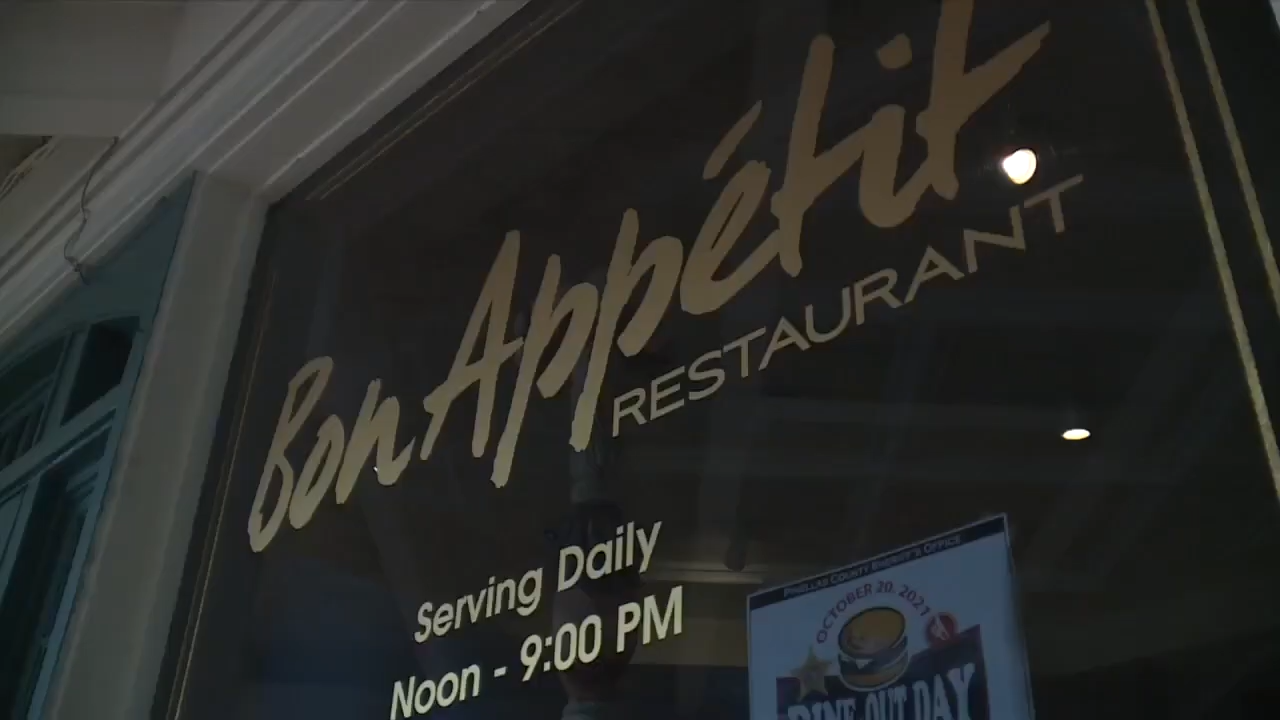 Bon Appétit
RESTAURANT
Serving Daily
Noon - 9:00 PM
PINELLAS COUNTY SHERIFF'S OFFICE
OCTOBER 20, 2021
DINE OUT DAY